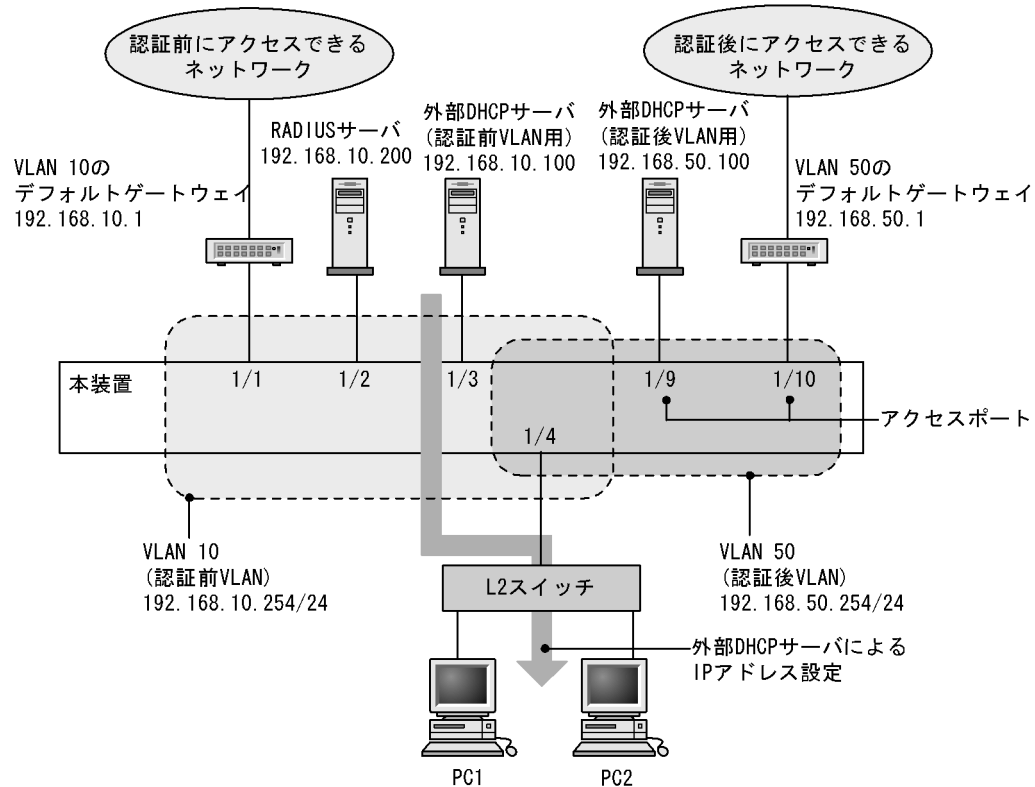 認証前にアクセスできる
ネットワーク
認証後にアクセスできる
ネットワーク
VLAN 10の
デフォルトゲートウェイ
192.168.10.1
RADIUSサーバ
192.168.10.200
外部DHCPサーバ
(認証前VLAN用)
192.168.10.100
外部DHCPサーバ
(認証後VLAN用)
192.168.50.100
VLAN 50の
デフォルトゲートウェイ
192.168.50.1
本装置
1/1
1/2
1/3
1/9
1/10
アクセスポート
1/4
VLAN 10
(認証前VLAN)
192.168.10.254/24
VLAN 50
(認証後VLAN)
192.168.50.254/24
L2スイッチ
外部DHCPサーバによる
IPアドレス設定
PC1
PC2